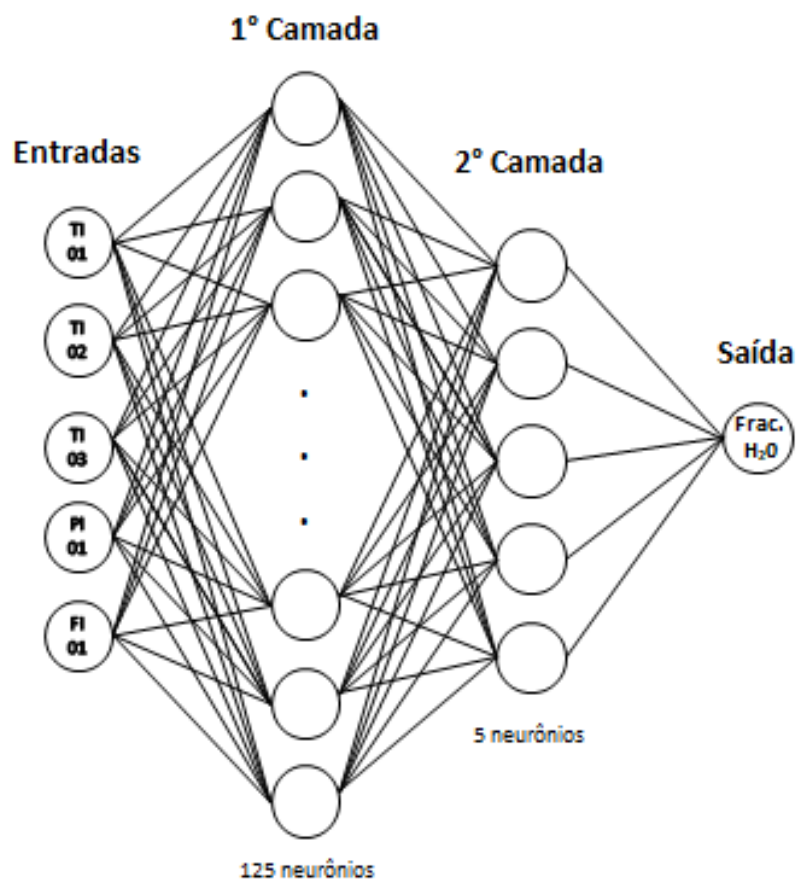 1° Camada
Entradas
2° Camada
TI
01
TI
02
TI
03
PI
01
FI
01
Saída
Frac.
H₂0
5 neurônios
125 neurônios